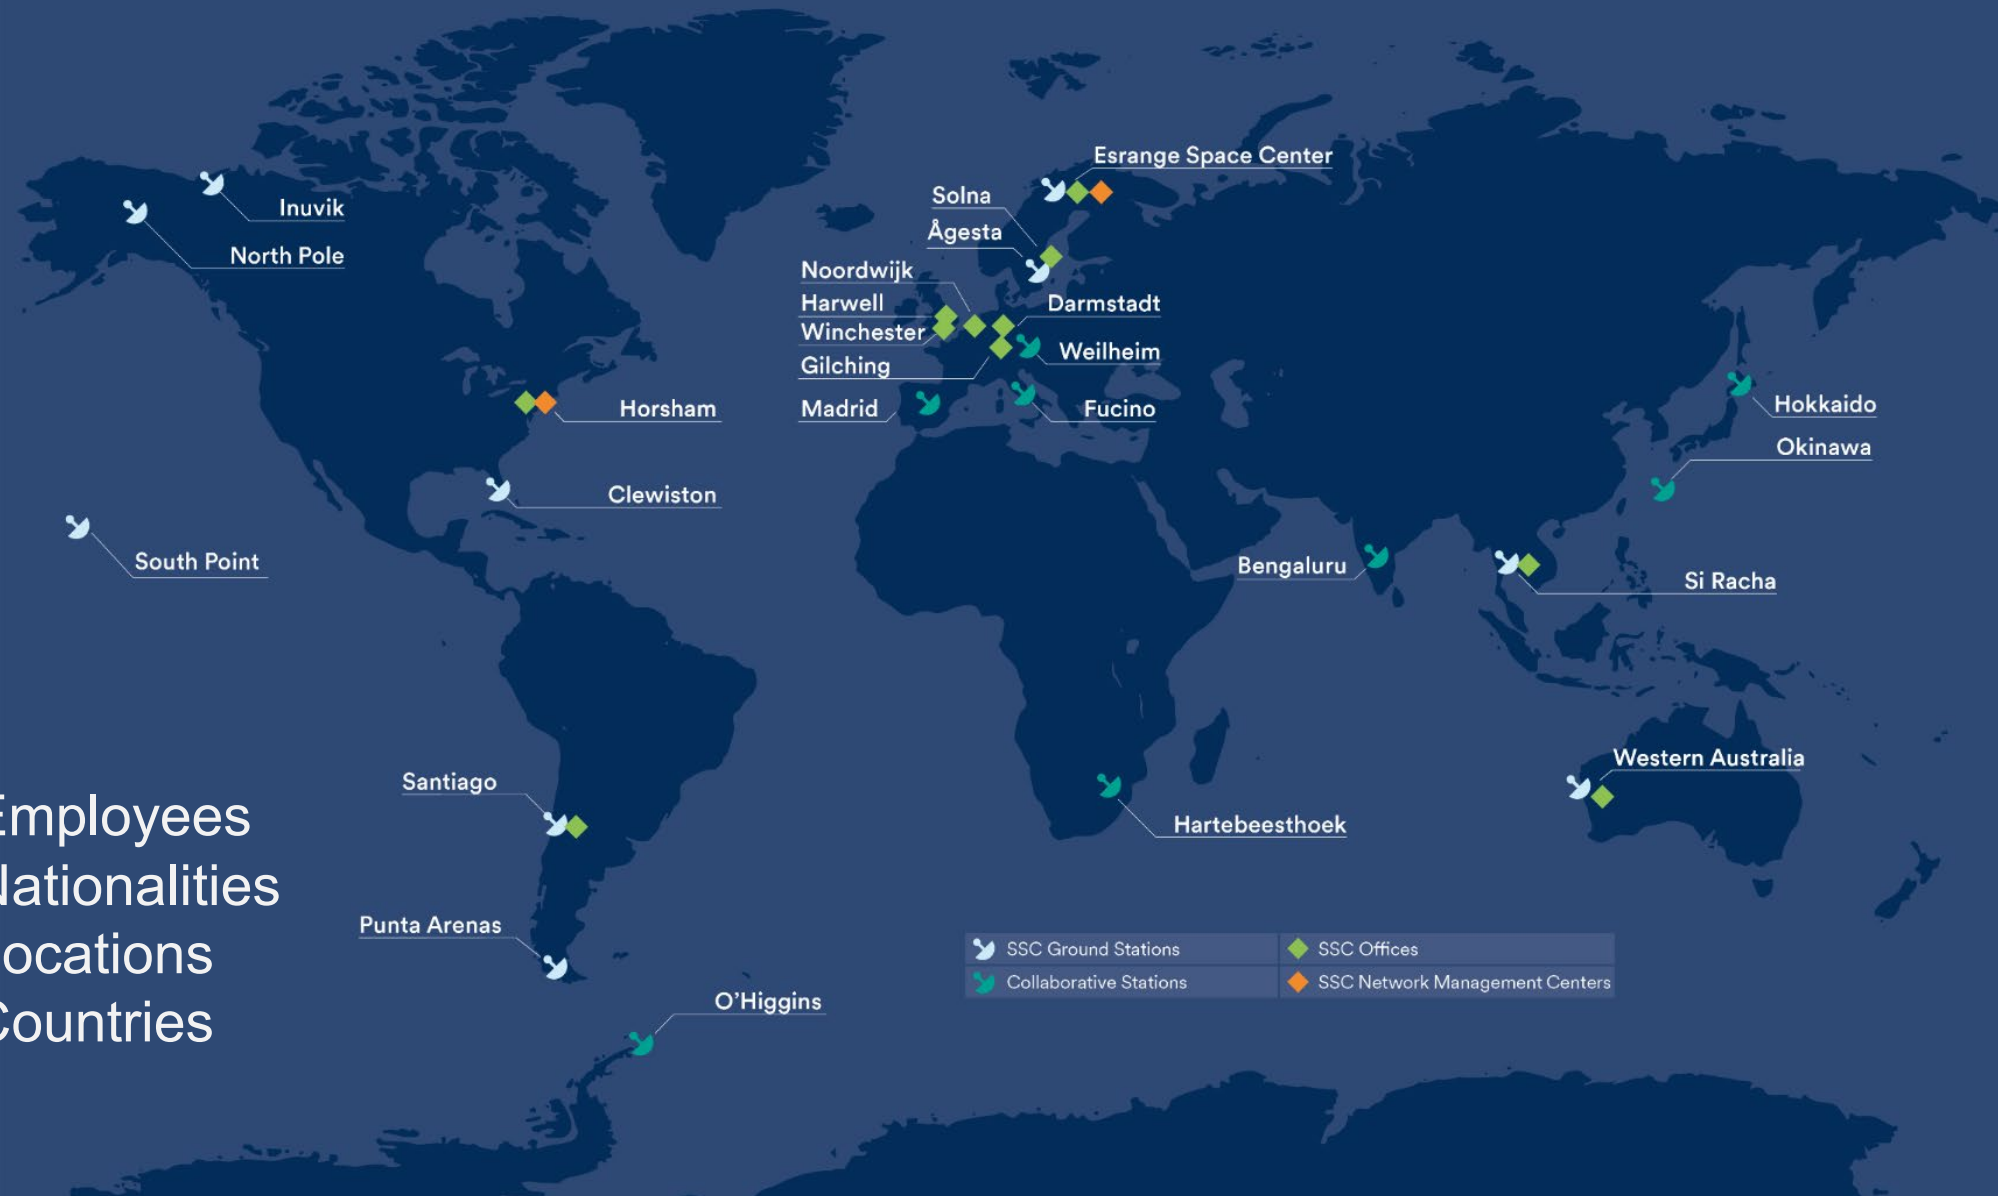 Esrange Space Center
Solna
Ågesta
Inuvik
North Pole
Noordwijk
Harwell
Winchester
Gilching
Madrid
Darmstadt
Weilheim
Fucino
Horsham
Clewiston
South Point
Hokkaido
Okinawa
Bengaluru
Si Racha
Western Australia
Santiago
Hartebeesthoek
Punta Arenas
O'Higgins
Employees
Nationalities
Locations
Countries
SSC Ground Stations
SSC Offices
Collaborative Stations
SSC Network Management Centers